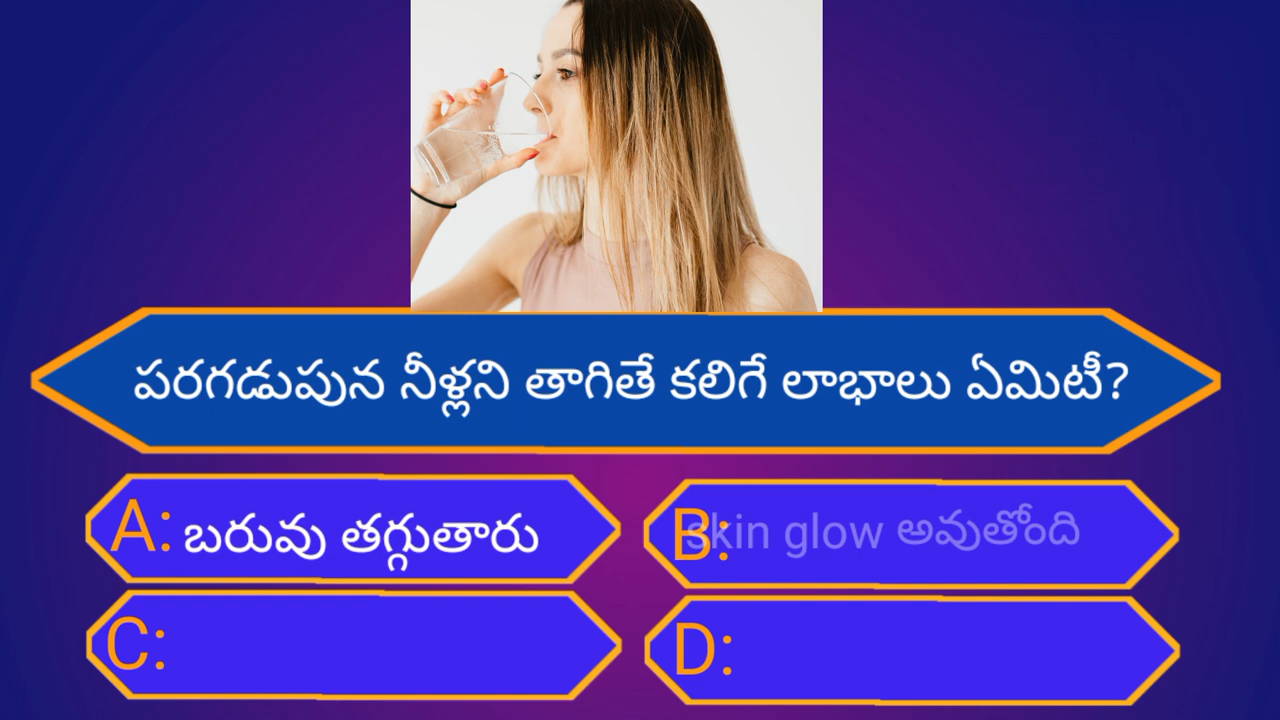 పరగడుపున నీళ్లని తాగితే కలిగే లాభాలు ఏమిటీ?
A: బరువు తగ్గుతారు
B: skin glow అవుతోంది
C:
D: